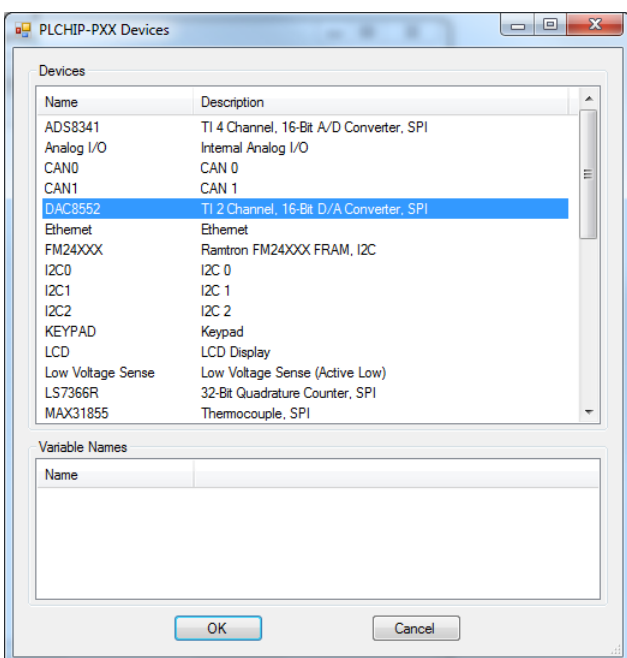 PLCHIP-PXX Devices
Devices
Name Description
ADS8341 TI 4 Channel, 16-Bit A/D Converter, SPI
Analog I/O Internal Analog I/O
CAN0 CAN 0
CAN1 CAN 1
DAC8552 TI 2 Channel, 16-Bit D/A Converter, SPI
Ethernet Ethernet
FM24XXX Ramtron FM24XXX FRAM, I2C
I2C0 I2C 0
I2C1 I2C 1
I2C2 I2C 2
KEYPAD Keypad
LCD LCD Display
Low Voltage Sense Low Voltage Sense (Active Low)
LS7366R 32-Bit Quadrature Counter, SPI
MAX31855 Thermocouple, SPI
Variable Names
Name
OK Cancel